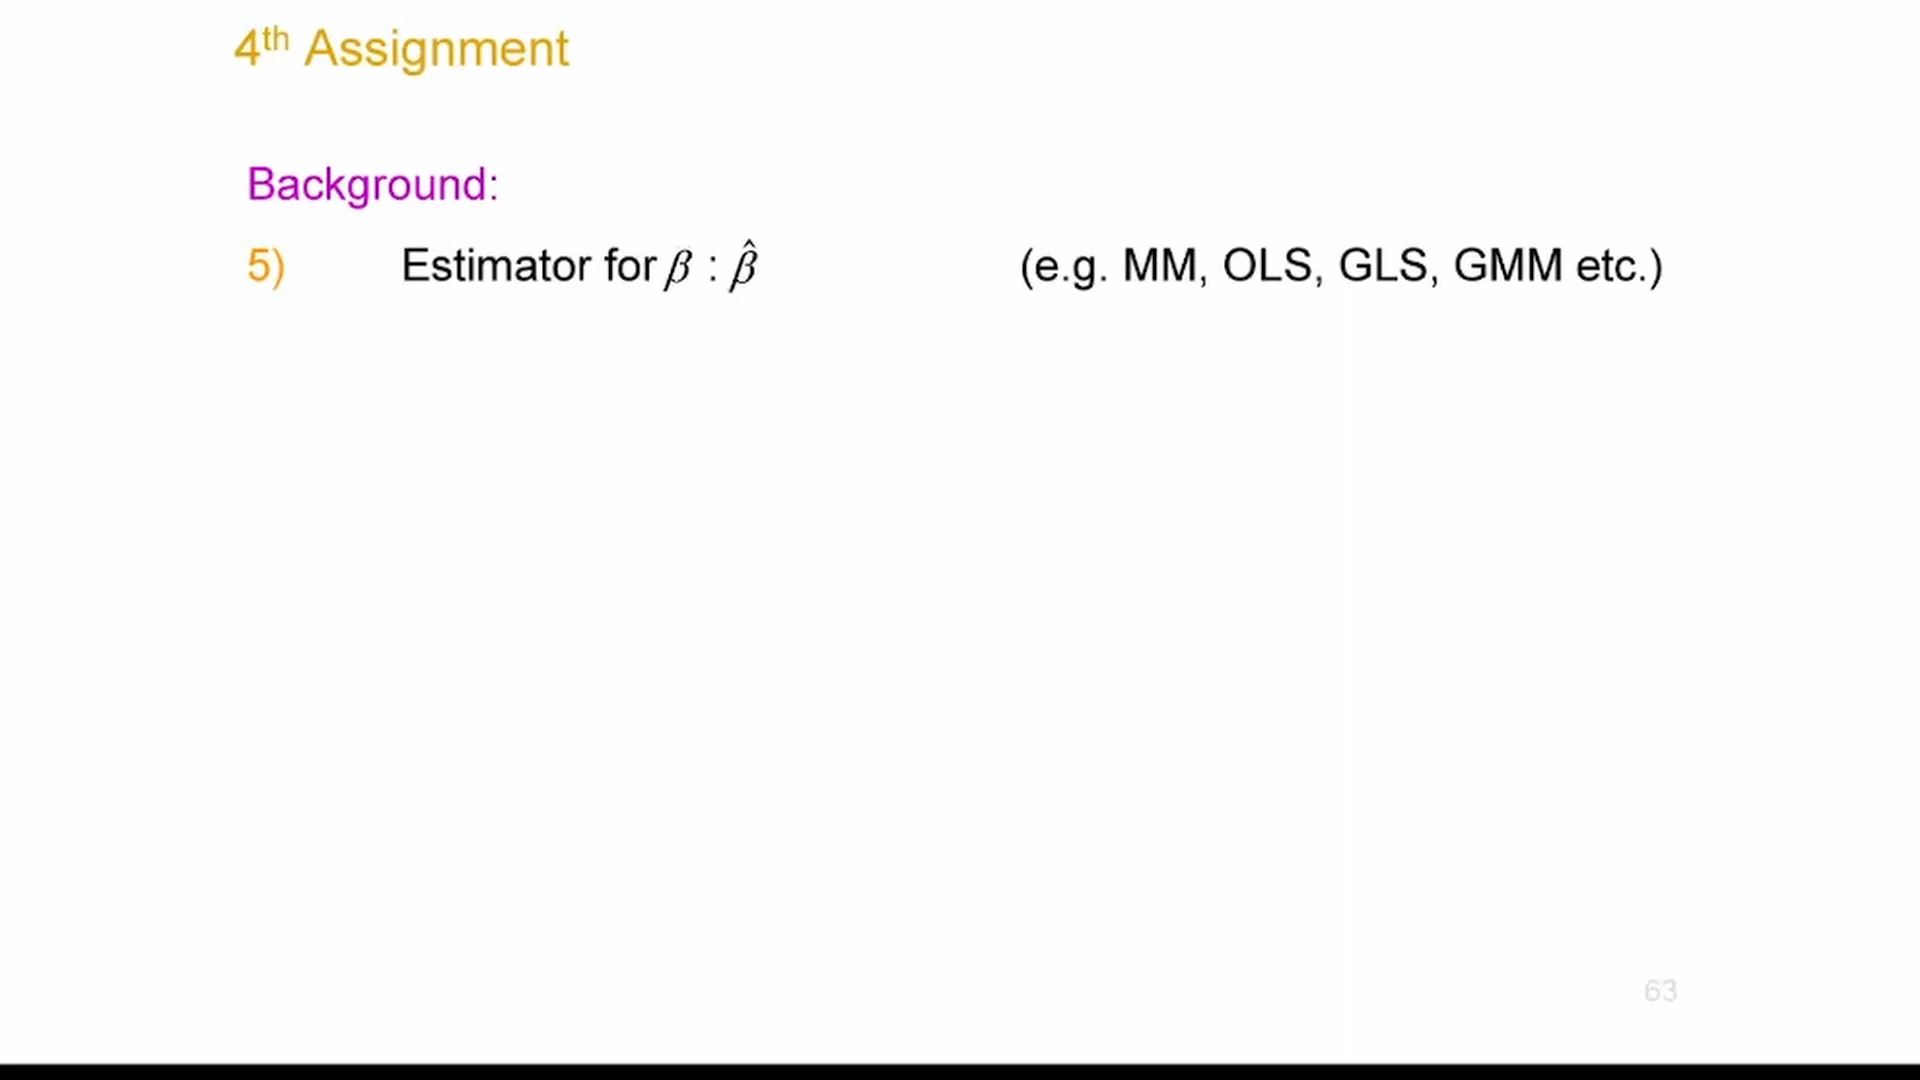 4th Assignment
Background:
5) Estimator for β : β̂ (e.g. MM, OLS, GLS, GMM etc.)
63